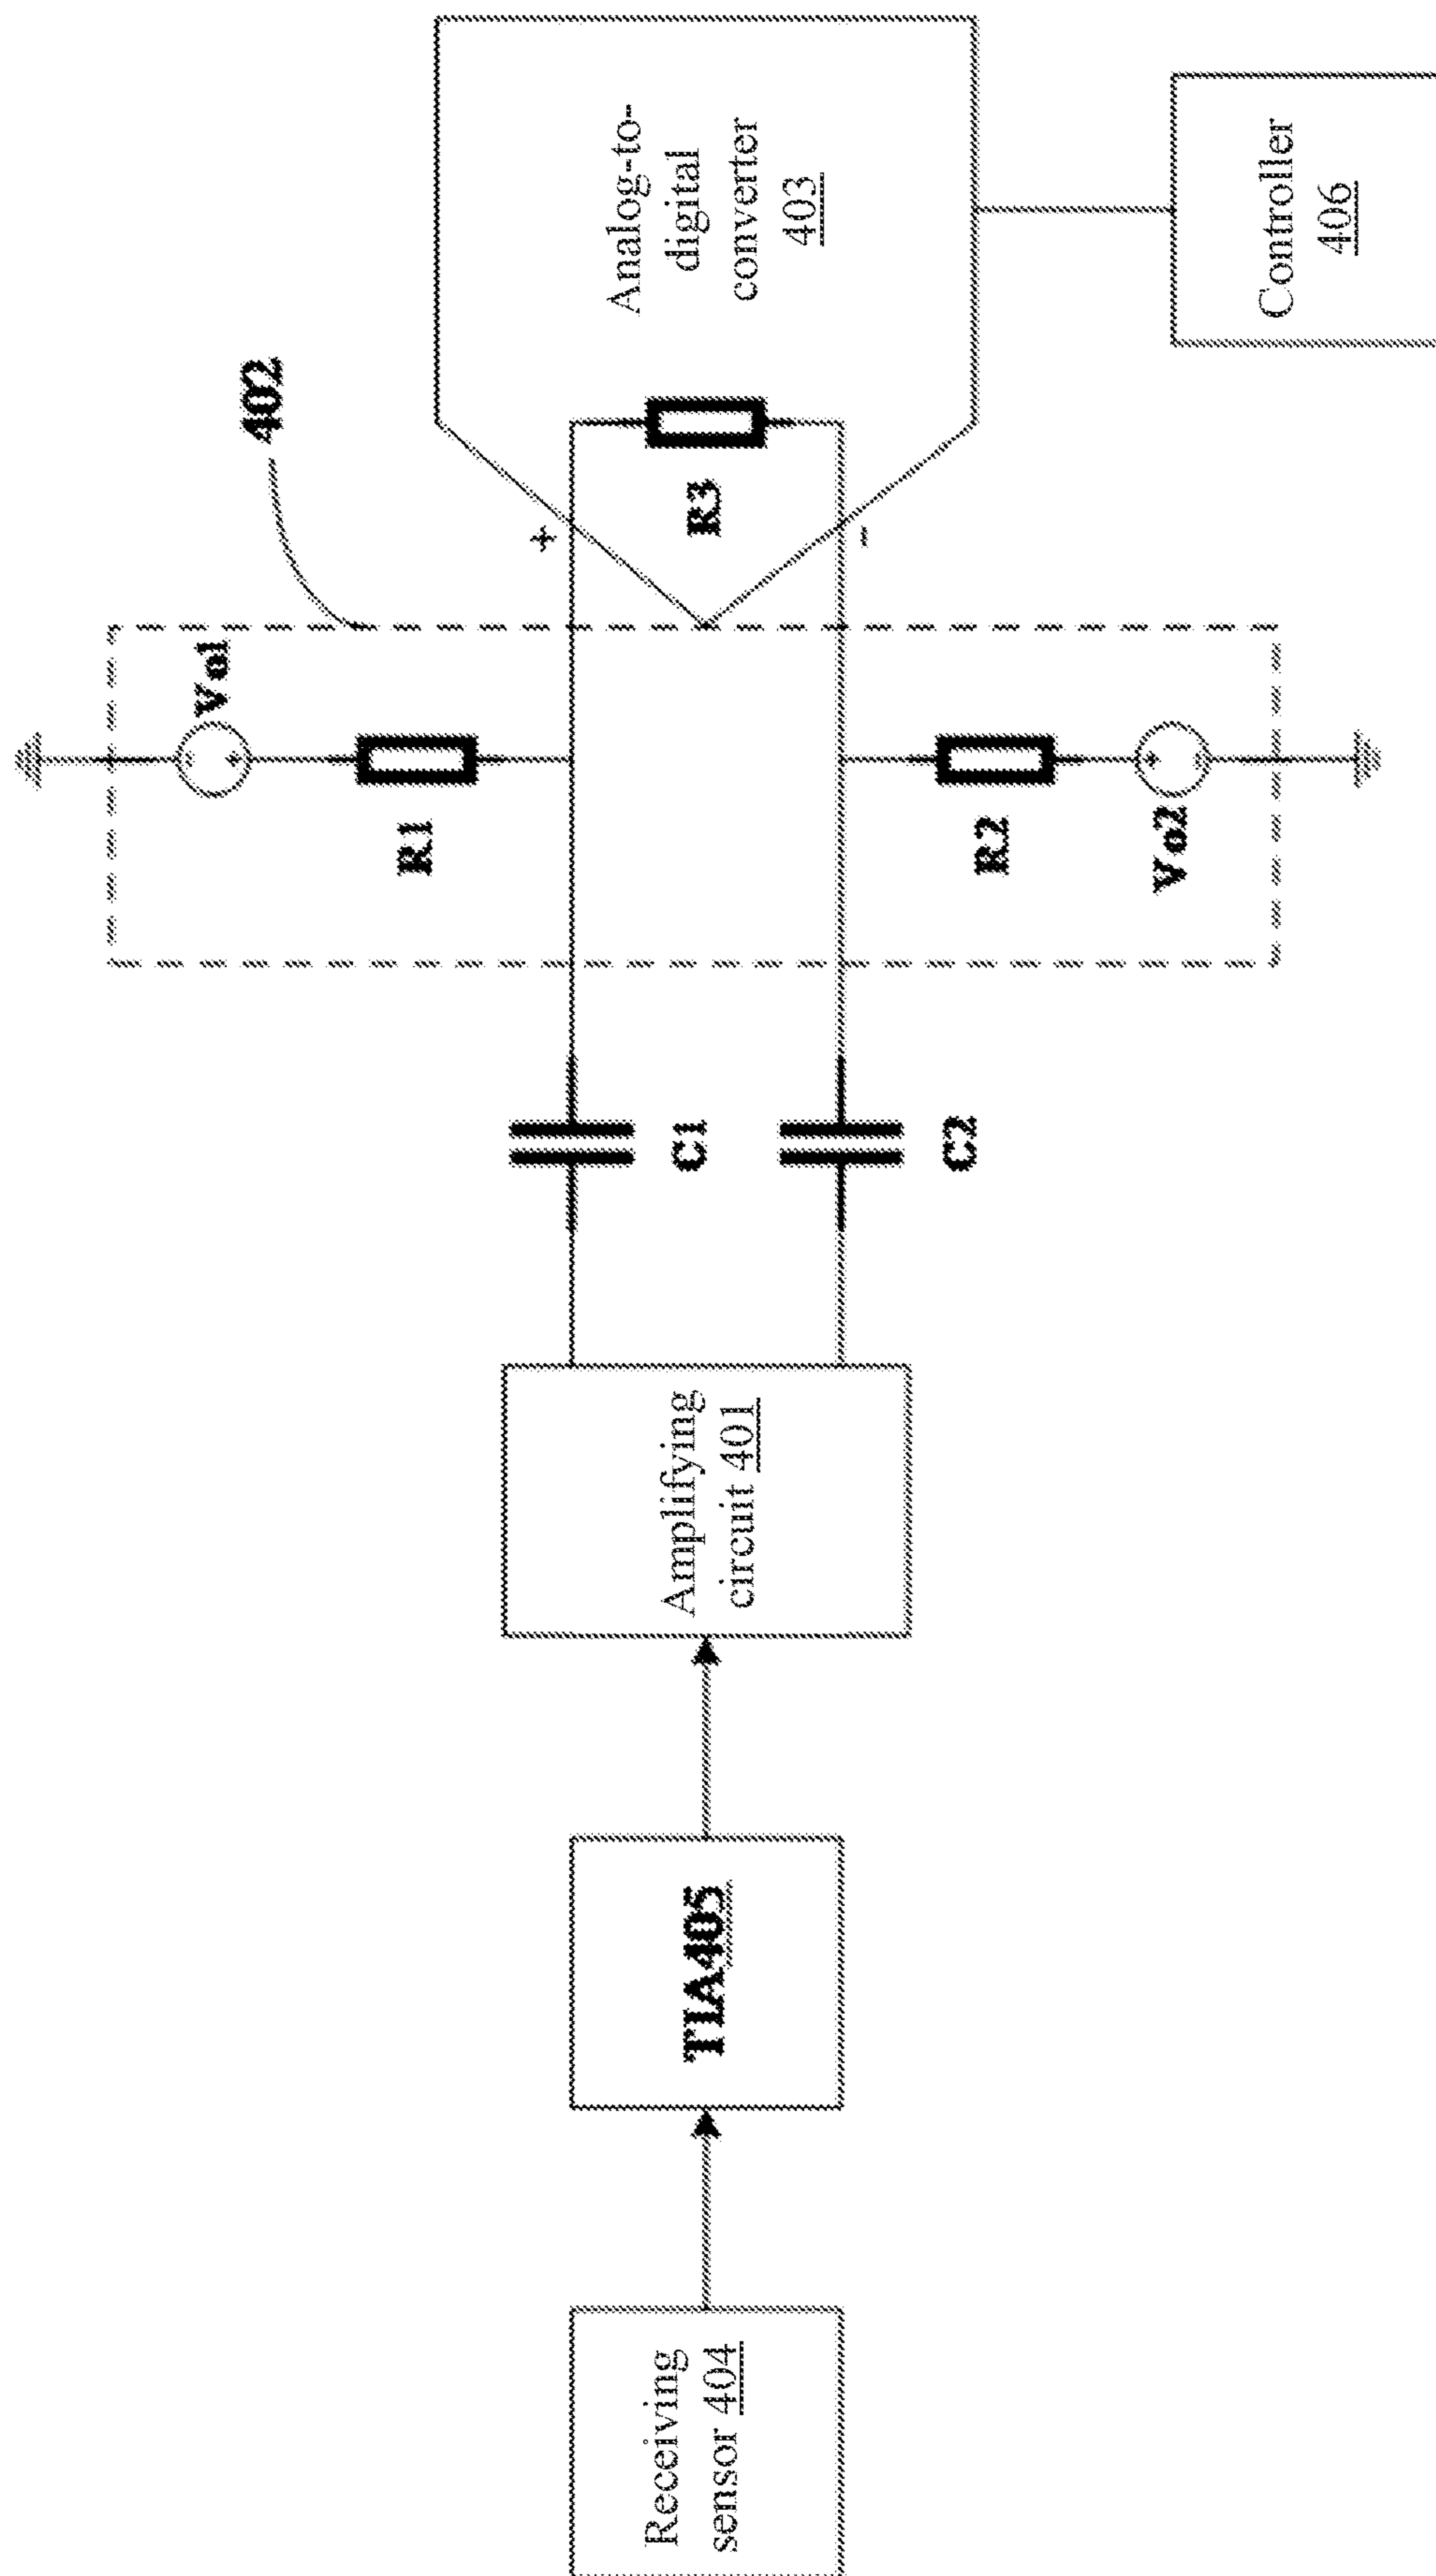 Receiving
sensor 404
TIA405
Amplifying
circuit 401
C1
C2
402
Vo1
R1
R2
Vo2
+
-
R3
Analog-to-
digital
converter
403
Controller
406